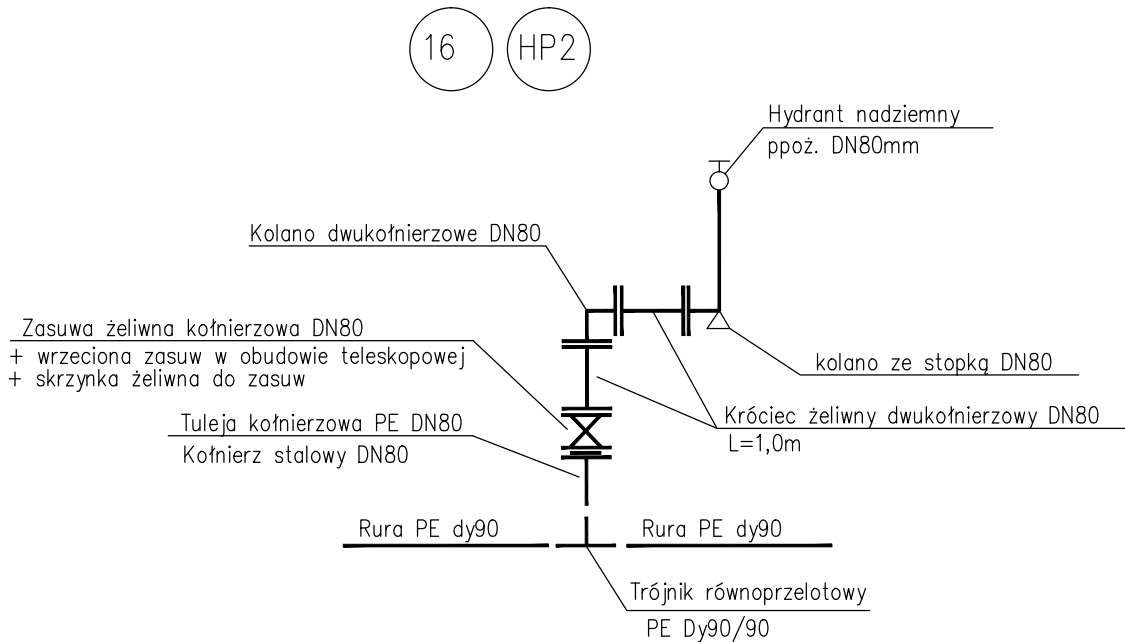 16
HP2
Hydrant nadziemny
ppoż. DN80mm
Kolano dwukołnierzowe DN80
Zasuwa żeliwna kołnierzowa DN80
+ wrzeciona zasuw w obudowie teleskopowej
+ skrzynka żeliwna do zasuw
kolano ze stopką DN80
Króciec żeliwny dwukołnierzowy DN80
L=1,0m
Tuleja kołnierzowa PE DN80
Kołnierz stalowy DN80
Rura PE dy90
Rura PE dy90
Trójnik równoprzelotowy
PE Dy90/90